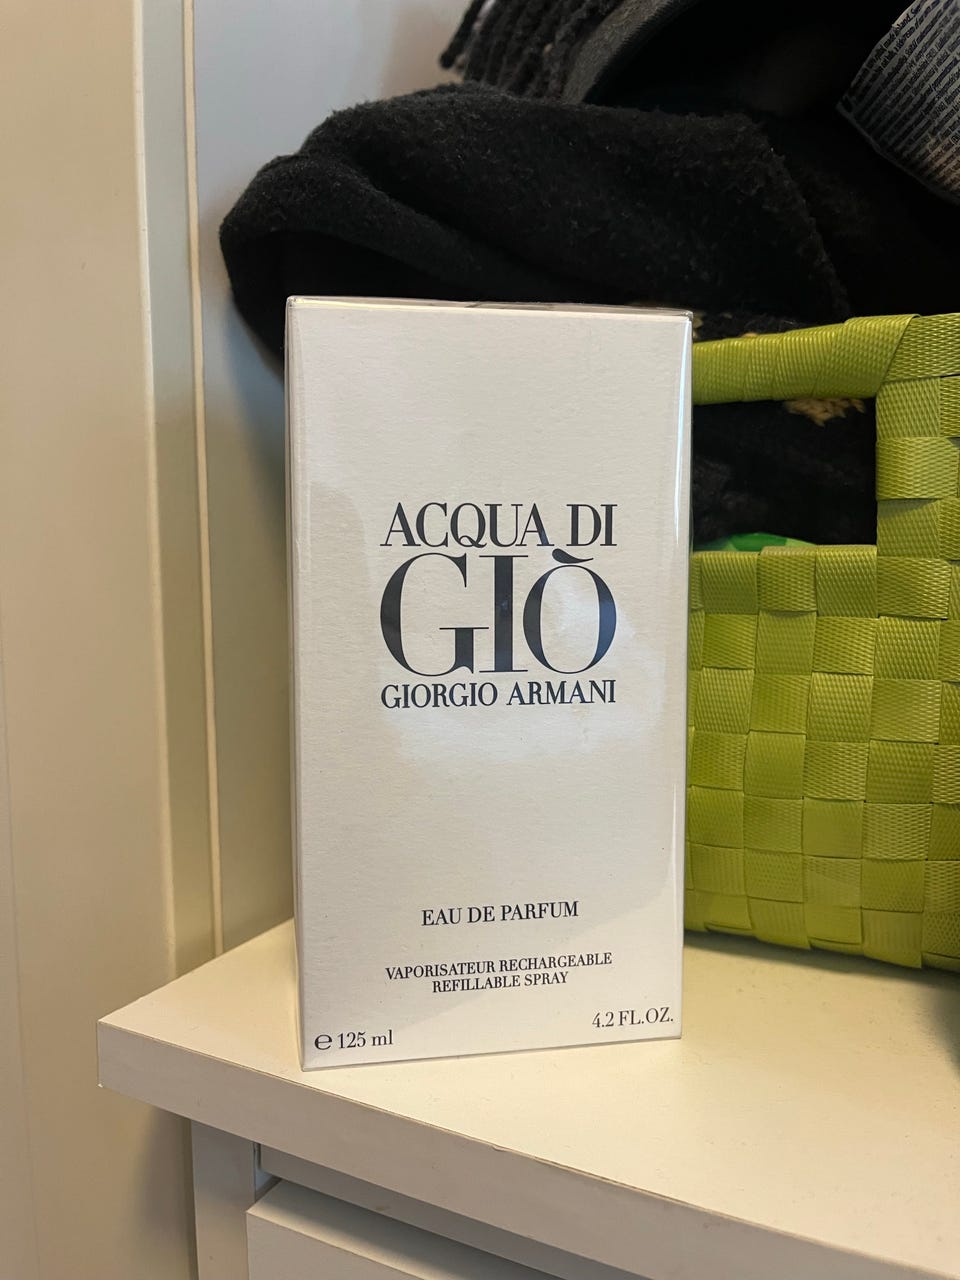 ACQUA DI
GIÒ
GIORGIO ARMANI
EAU DE PARFUM
VAPORISATEUR RECHARGEABLE
REFILLABLE SPRAY
℮ 125 ml
4.2 FL.OZ.